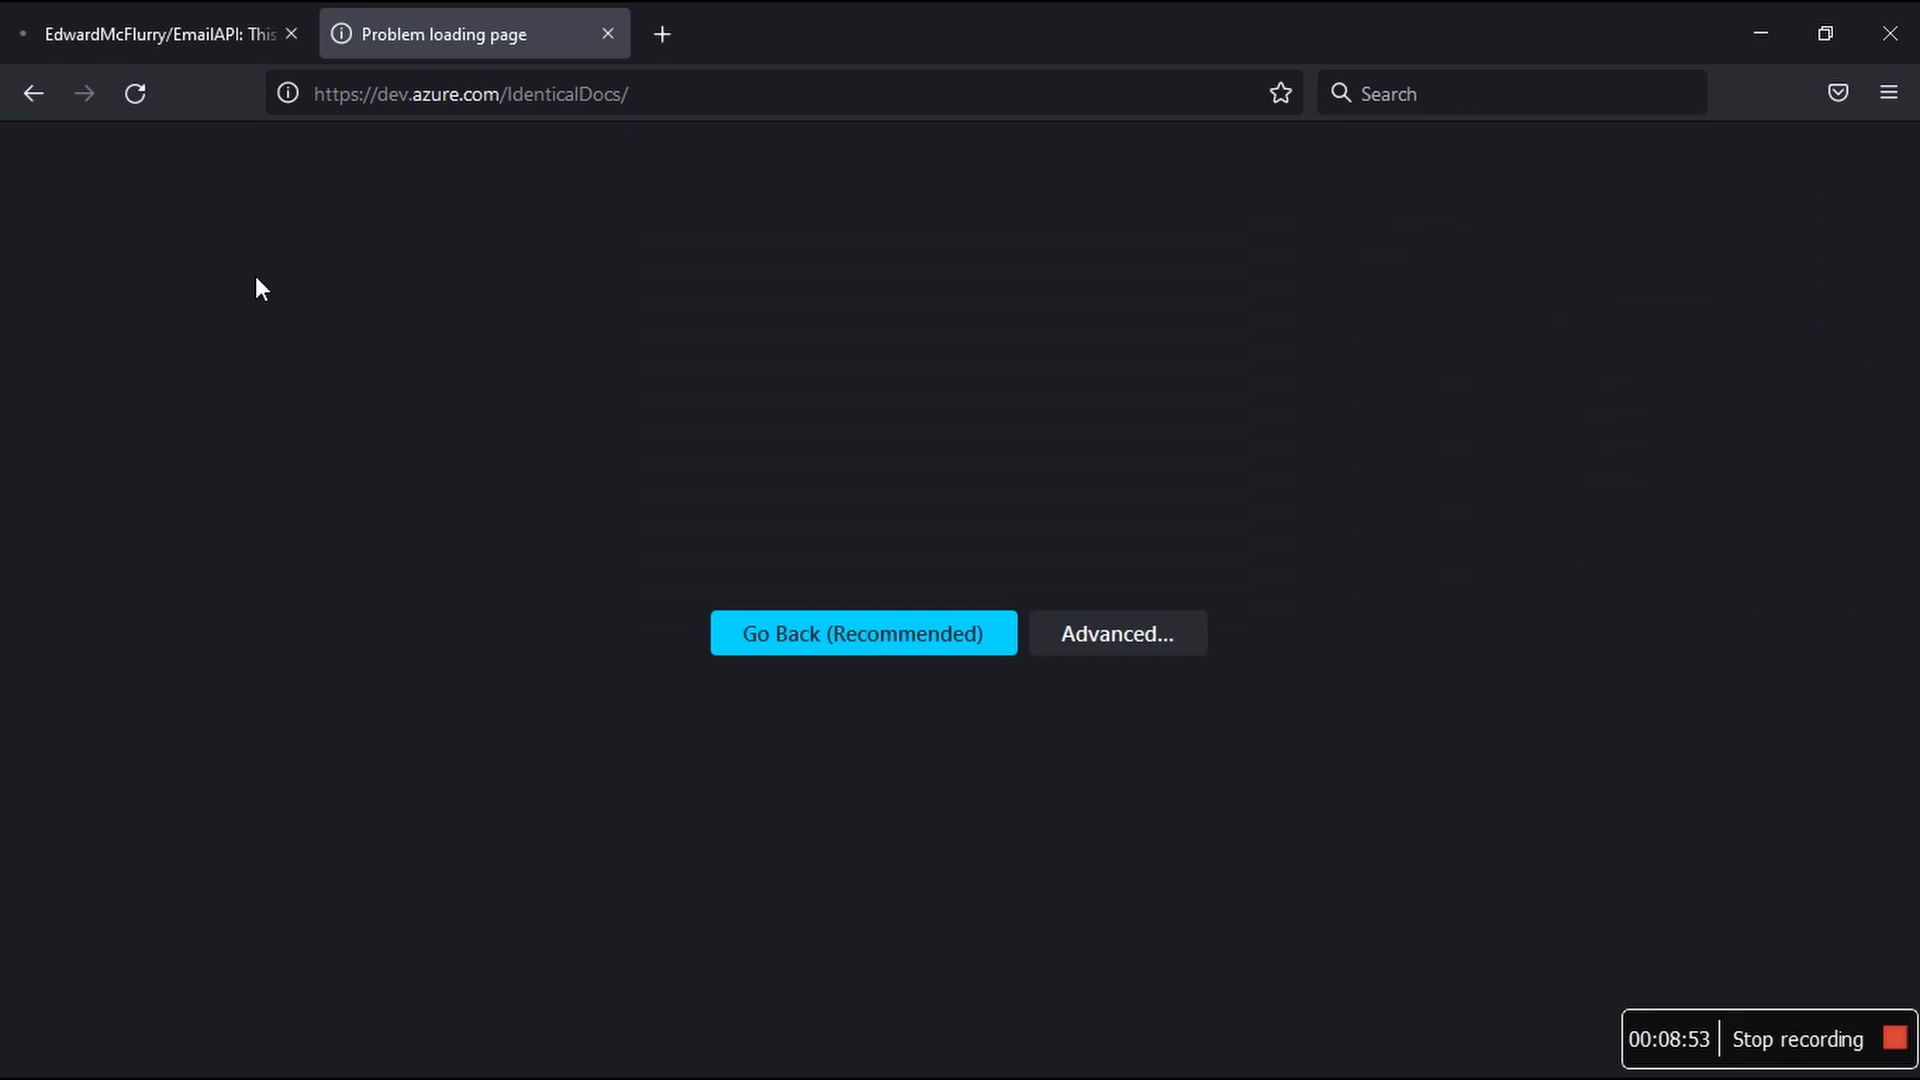 EdwardMcFlurry/EmailAPI: This
Problem loading page
https://dev.azure.com/IdenticalDocs/
Search
Go Back (Recommended)
Advanced...
00:08:53
Stop recording